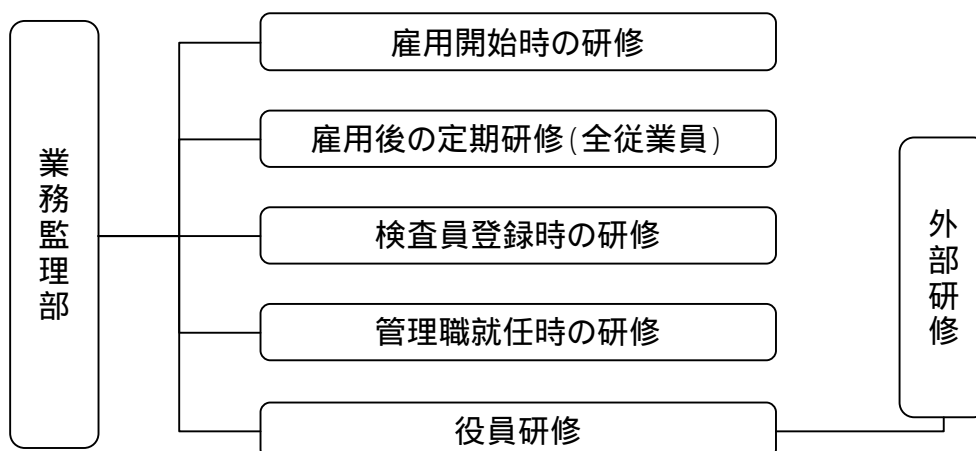 業務監理部
雇用開始時の研修
雇用後の定期研修(全従業員)
検査員登録時の研修
管理職就任時の研修
役員研修
外部研修